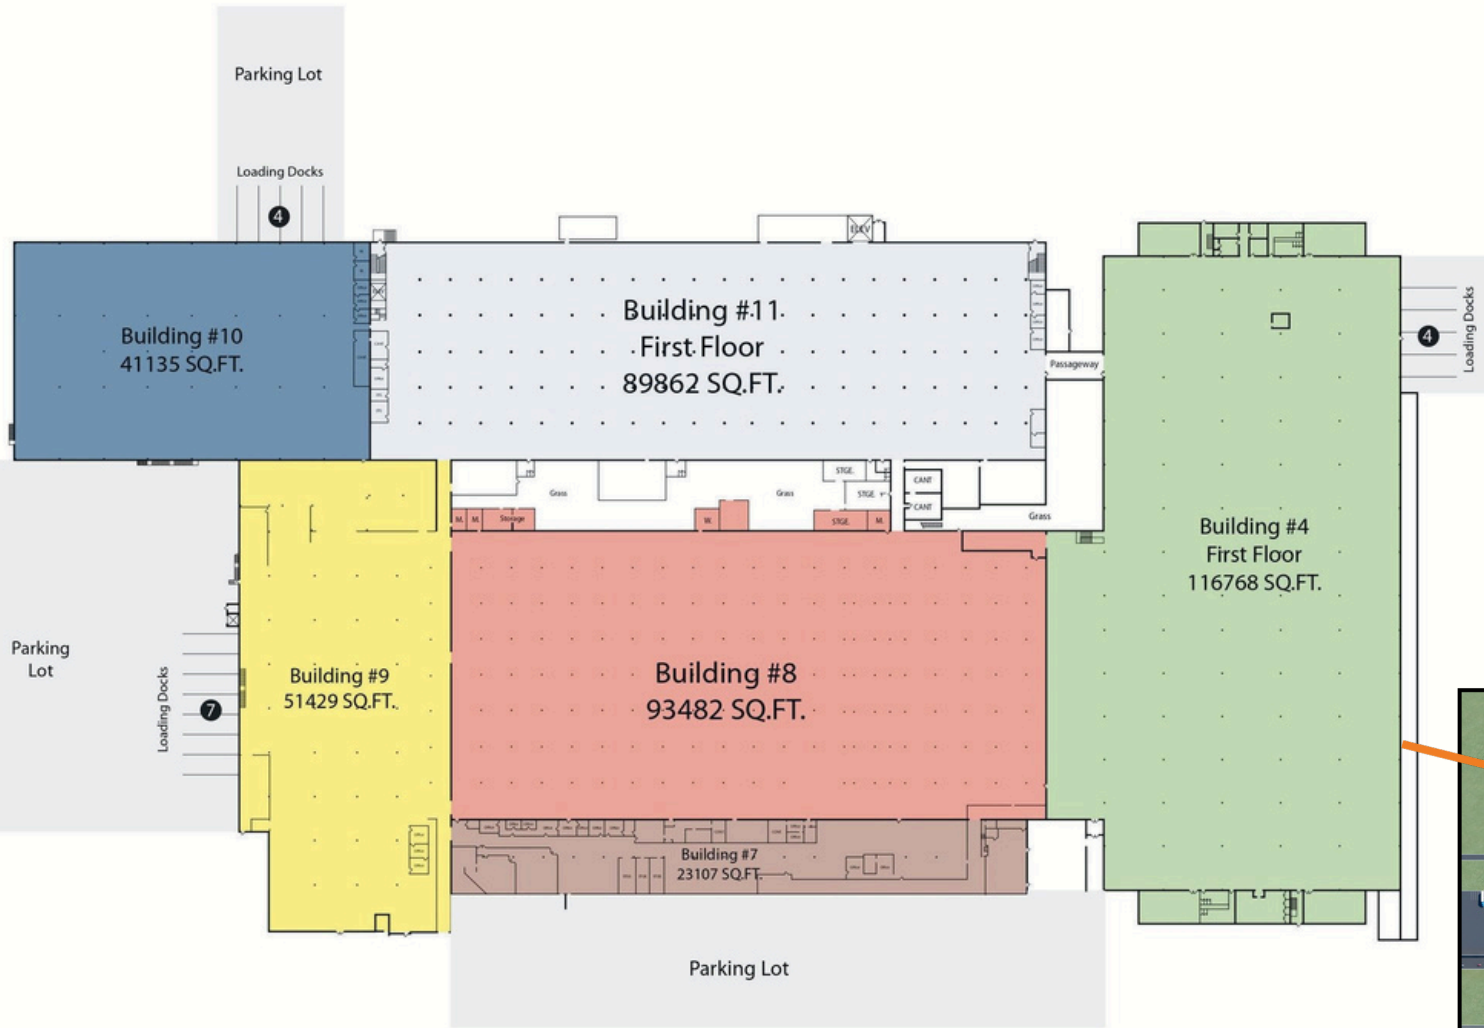 Parking Lot
Loading Docks
4
ELEV
Building #10
41135 SQ.FT.
Building #11
First Floor
89862 SQ.FT.
Passageway
4
Loading Docks
STGE.
CANT
Grass
Grass
STGE.
CANT
M.
M.
Storage
W.
STGE.
M.
Grass
Building #4
First Floor
116768 SQ.FT.
Parking
Lot
Loading Docks
7
Building #9
51429 SQ.FT.
Building #8
93482 SQ.FT.
Building #7
23107 SQ.FT.
Parking Lot